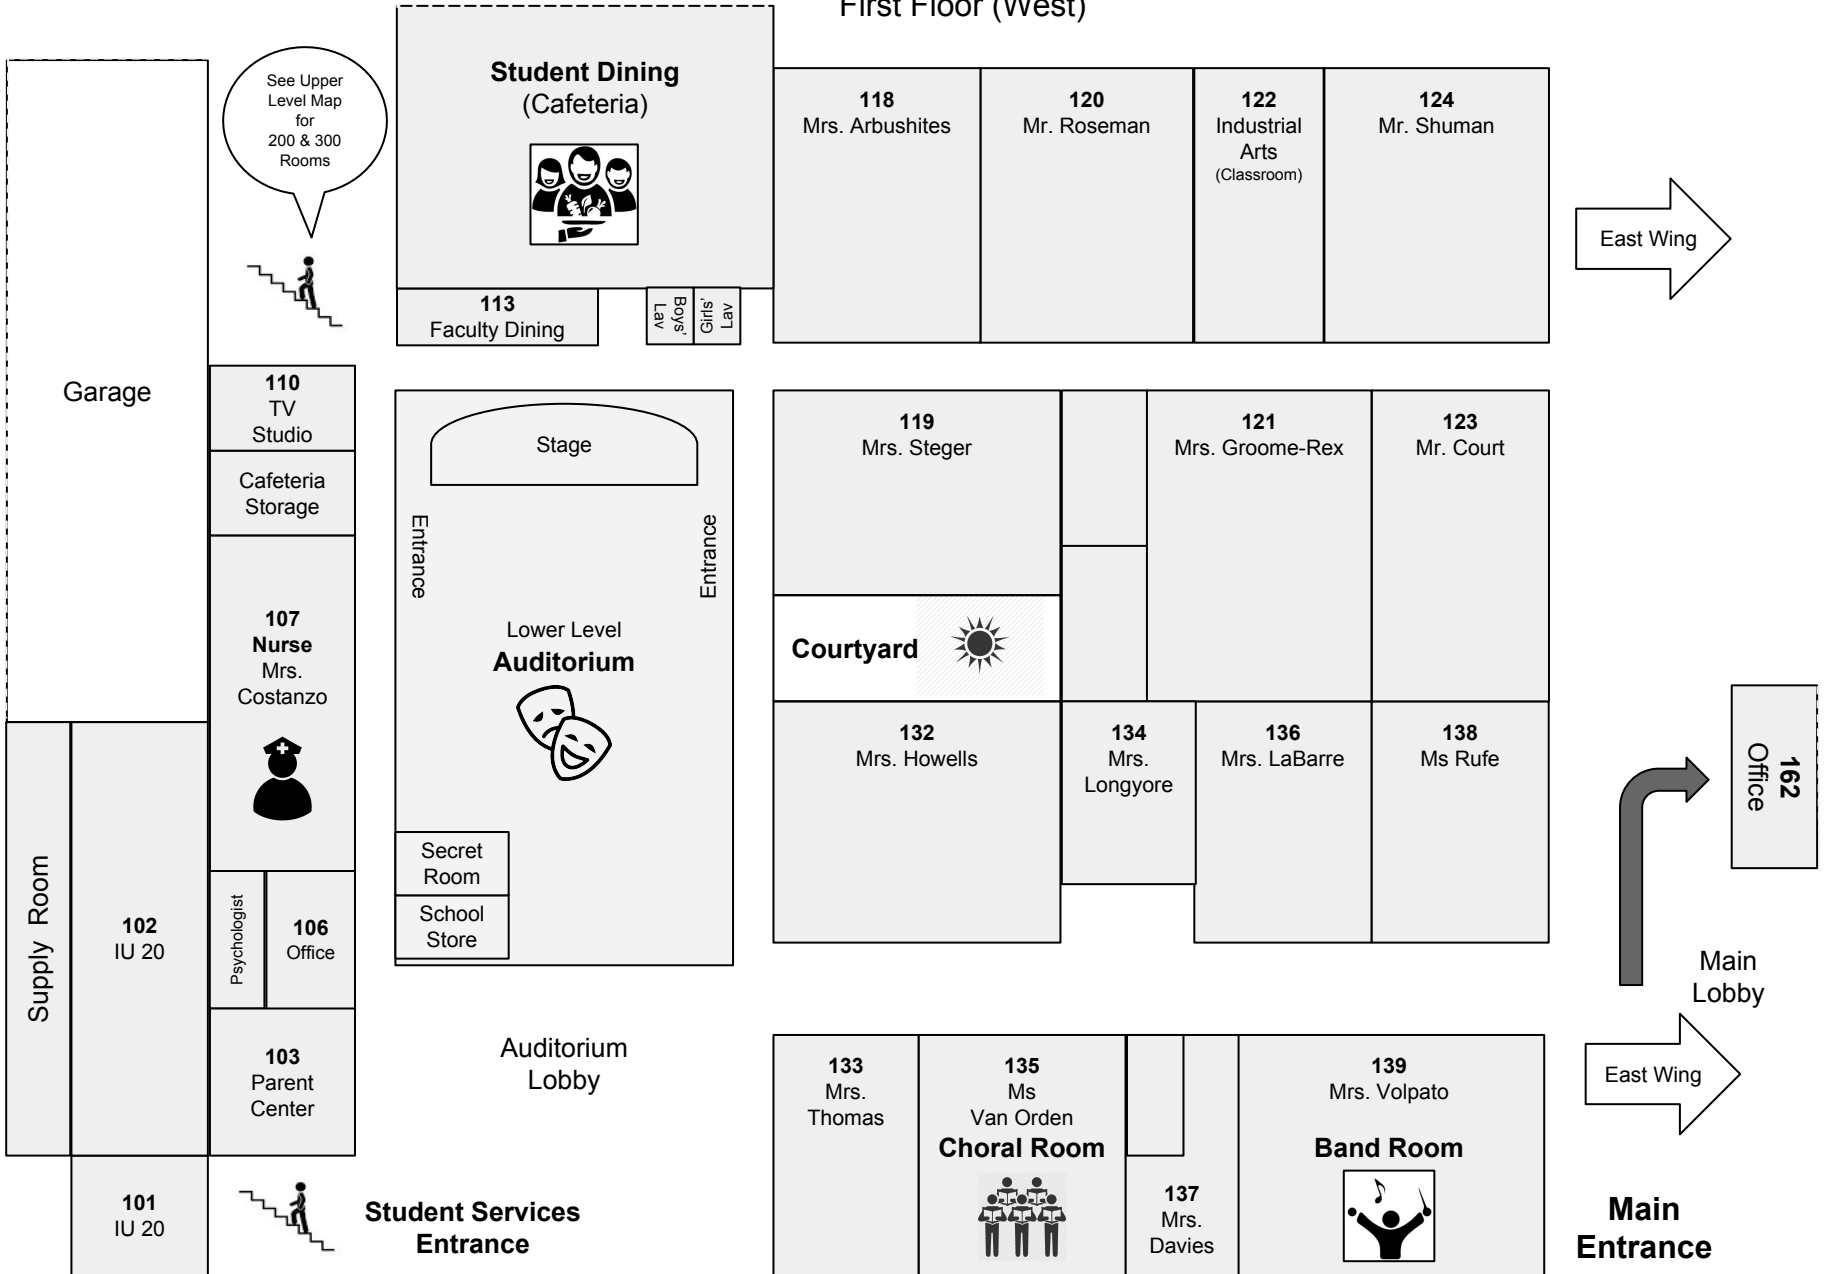 First Floor (West)
See Upper
Level Map
for
200 & 300
Rooms
Student Dining
(Cafeteria)
118
Mrs. Arbushites
120
Mr. Roseman
122
Industrial
Arts
(Classroom)
124
Mr. Shuman
East Wing
113
Faculty Dining
Boys'
Lav
Girls'
Lav
Garage
110
TV
Studio
Cafeteria
Storage
107
Nurse
Mrs.
Costanzo
Stage
Entrance
Entrance
Lower Level
Auditorium
Secret
Room
School
Store
119
Mrs. Steger
121
Mrs. Groome-Rex
123
Mr. Court
Courtyard
132
Mrs. Howells
134
Mrs.
Longyore
136
Mrs. LaBarre
138
Ms Rufe
162
Office
Supply Room
102
IU 20
Psychologist
106
Office
103
Parent
Center
Auditorium
Lobby
Main
Lobby
133
Mrs.
Thomas
135
Ms
Van Orden
Choral Room
137
Mrs.
Davies
139
Mrs. Volpato
Band Room
East Wing
101
IU 20
Student Services
Entrance
Main
Entrance